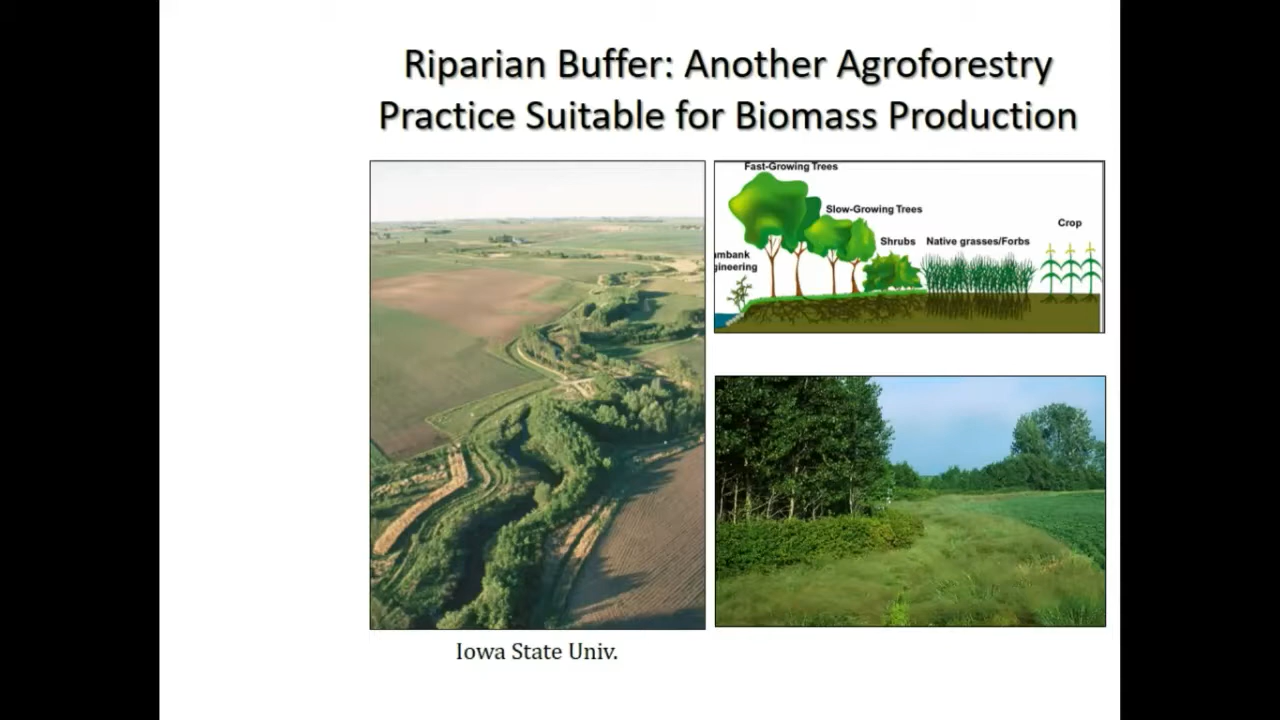 Riparian Buffer: Another Agroforestry
Practice Suitable for Biomass Production
Fast-Growing Trees
Slow-Growing Trees
Shrubs
Native grasses/Forbs
Crop
Iowa State Univ.